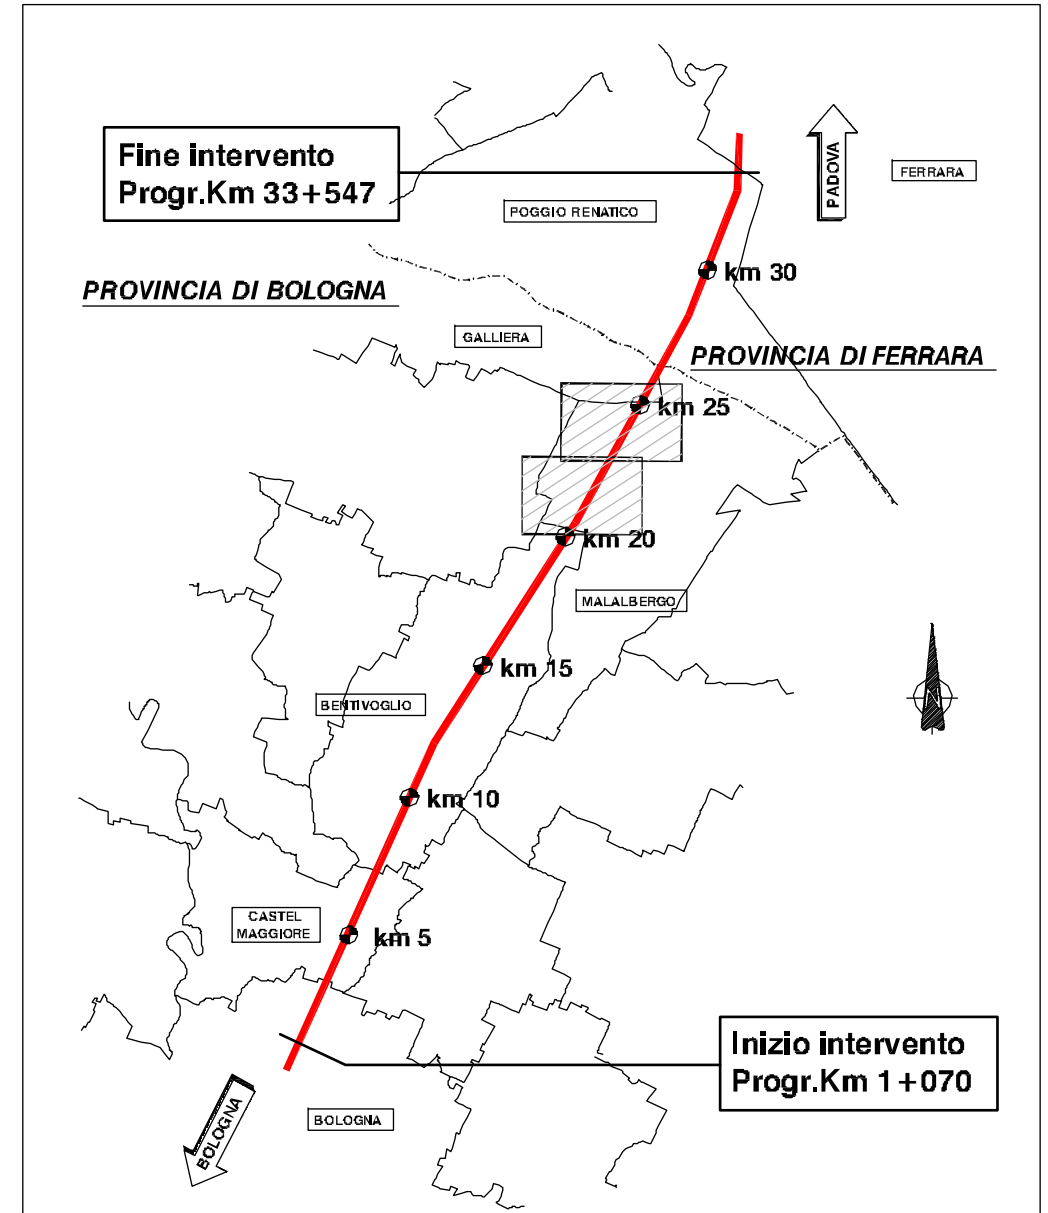 Fine intervento
Progr.Km 33+547
PADOVA
FERRARA
POGGIO RENATICO
km 30
PROVINCIA DI BOLOGNA
GALLIERA
PROVINCIA DI FERRARA
km 25
km 20
MALALBERGO
km 15
BENTIVOGLIO
N
km 10
CASTEL
MAGGIORE
km 5
Inizio intervento
Progr.Km 1+070
BOLOGNA
BOLOGNA